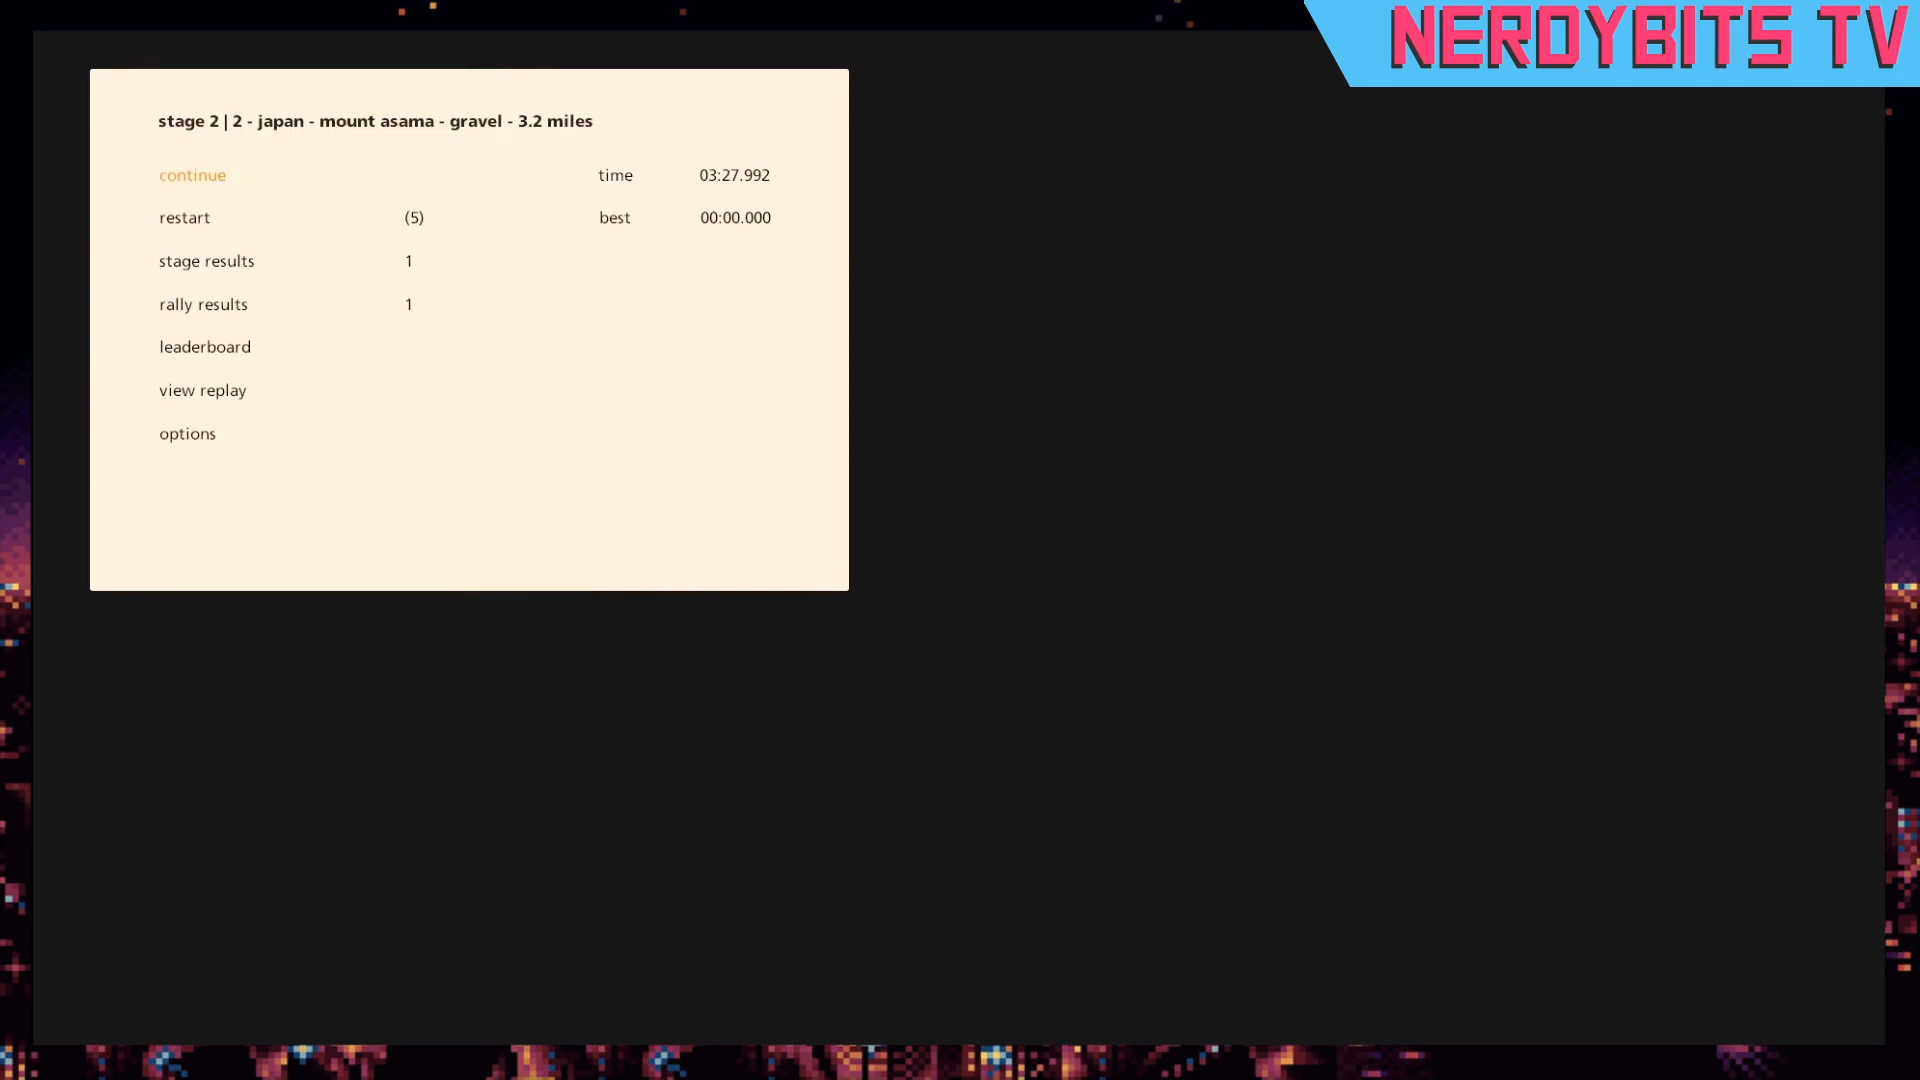 NERDYBITS TV
stage 2 | 2 - japan - mount asama - gravel - 3.2 miles
continue time 03:27.992
restart (5) best 00:00.000
stage results 1
rally results 1
leaderboard
view replay
options